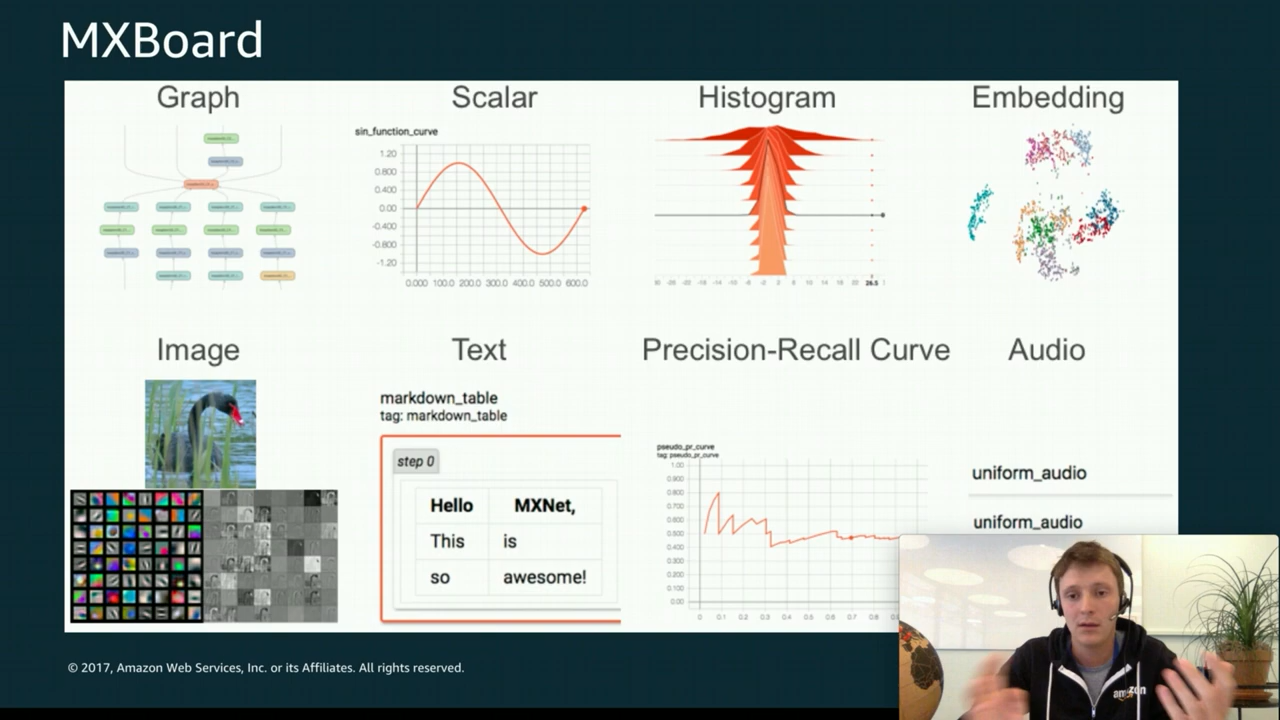 MXBoard
Graph
Scalar
Histogram
Embedding
sin_function_curve
1.20
0.800
0.400
0.00
-0.400
-0.800
-1.20
0.000 100.0 200.0 300.0 400.0 500.0 600.0
26.5
Image
Text
Precision-Recall Curve
Audio
markdown_table
tag: markdown_table
step 0
Hello MXNet,
This is
so awesome!
pseudo_pr_curve
tag: pseudo_pr_curve
1.00
0.900
0.800
0.700
0.600
0.500
0.400
0.300
0.200
0.100
0.00
0 0.1 0.2 0.3 0.4 0.5 0.6 0.7 0.8
uniform_audio
uniform_audio
amazon
© 2017, Amazon Web Services, Inc. or its Affiliates. All rights reserved.